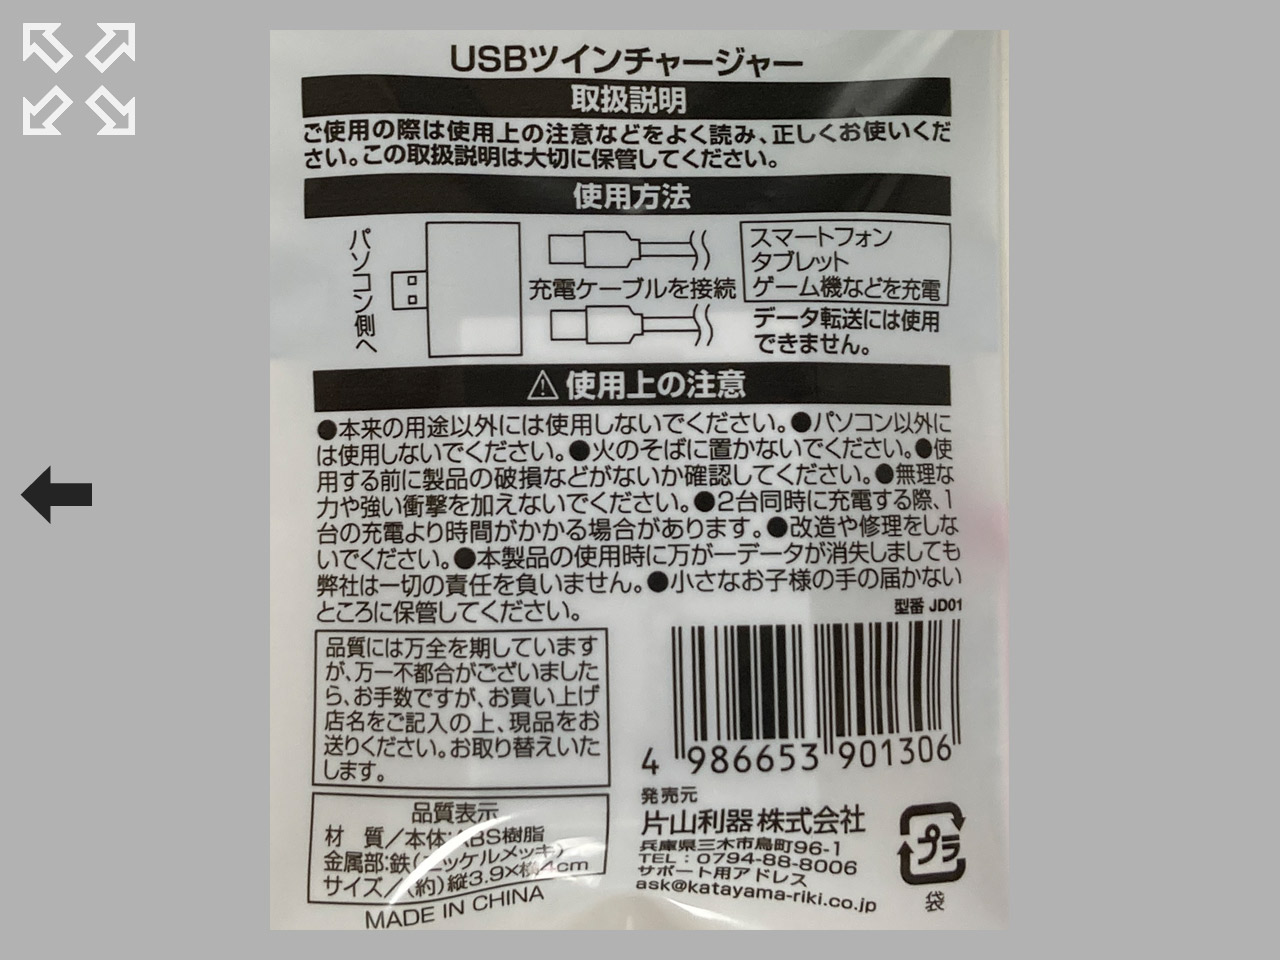 USBツインチャージャー
取扱説明
ご使用の際は使用上の注意などをよく読み、正しくお使いくだ
さい。この取扱説明は大切に保管してください。
使用方法
パソコン側へ
充電ケーブルを接続
スマートフォン
タブレット
ゲーム機などを充電
データ転送には使用
できません。
⚠使用上の注意
●本来の用途以外には使用しないでください。●パソコン以外に
は使用しないでください。●火のそばに置かないでください。●使
用する前に製品の破損などがないか確認してください。●無理な
力や強い衝撃を加えないでください。●2台同時に充電する際、1
台の充電より時間がかかる場合があります。●改造や修理をしな
いでください。●本製品の使用時に万が一データが消失しましても
弊社は一切の責任を負いません。●小さなお子様の手の届かない
ところに保管してください。
型番 JD01
品質には万全を期しています
が、万一不都合がございました
ら、お手数ですが、お買い上げ
店名をご記入の上、現品をお
送りください。お取り替えいた
します。
4 986653 901306
品質表示
材 質/本体:ABS樹脂
金属部:鉄(ニッケルメッキ)
サイズ/(約)縦3.9×横4cm
MADE IN CHINA
発売元
片山利器株式会社
兵庫県三木市鳥町96-1
TEL:0794-88-8006
サポート用アドレス
ask@katayama-riki.co.jp
プラ
袋